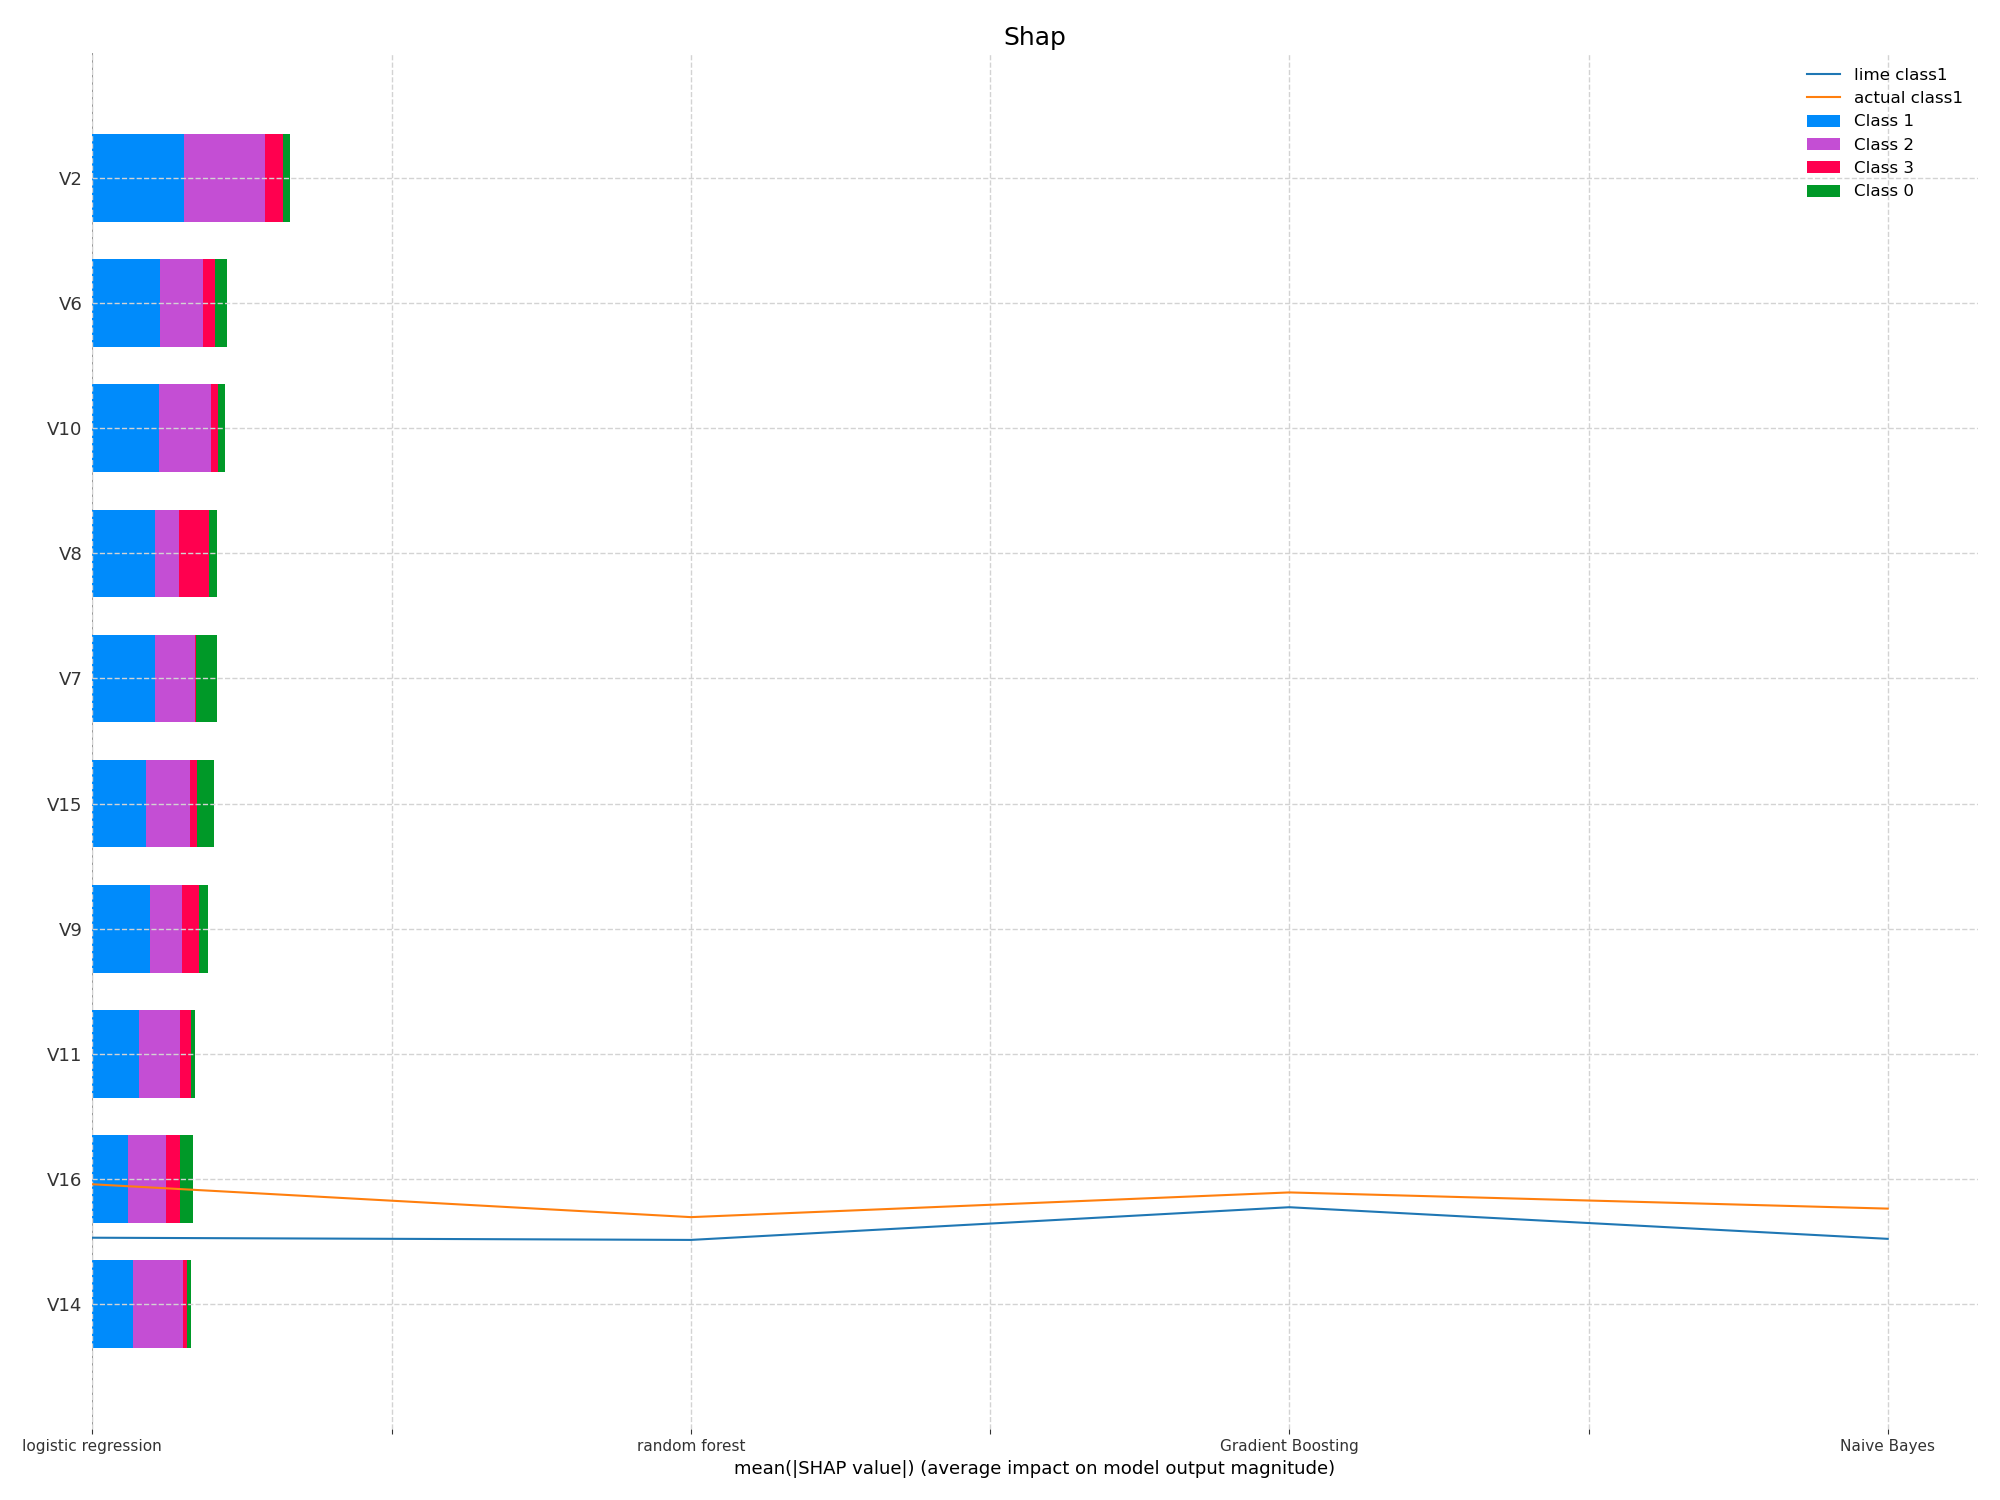 Shap
lime class1
actual class1
Class 1
Class 2
Class 3
Class 0
V2
V6
V10
V8
V7
V15
V9
V11
V16
V14
logistic regression
random forest
Gradient Boosting
Naive Bayes
mean(|SHAP value|) (average impact on model output magnitude)